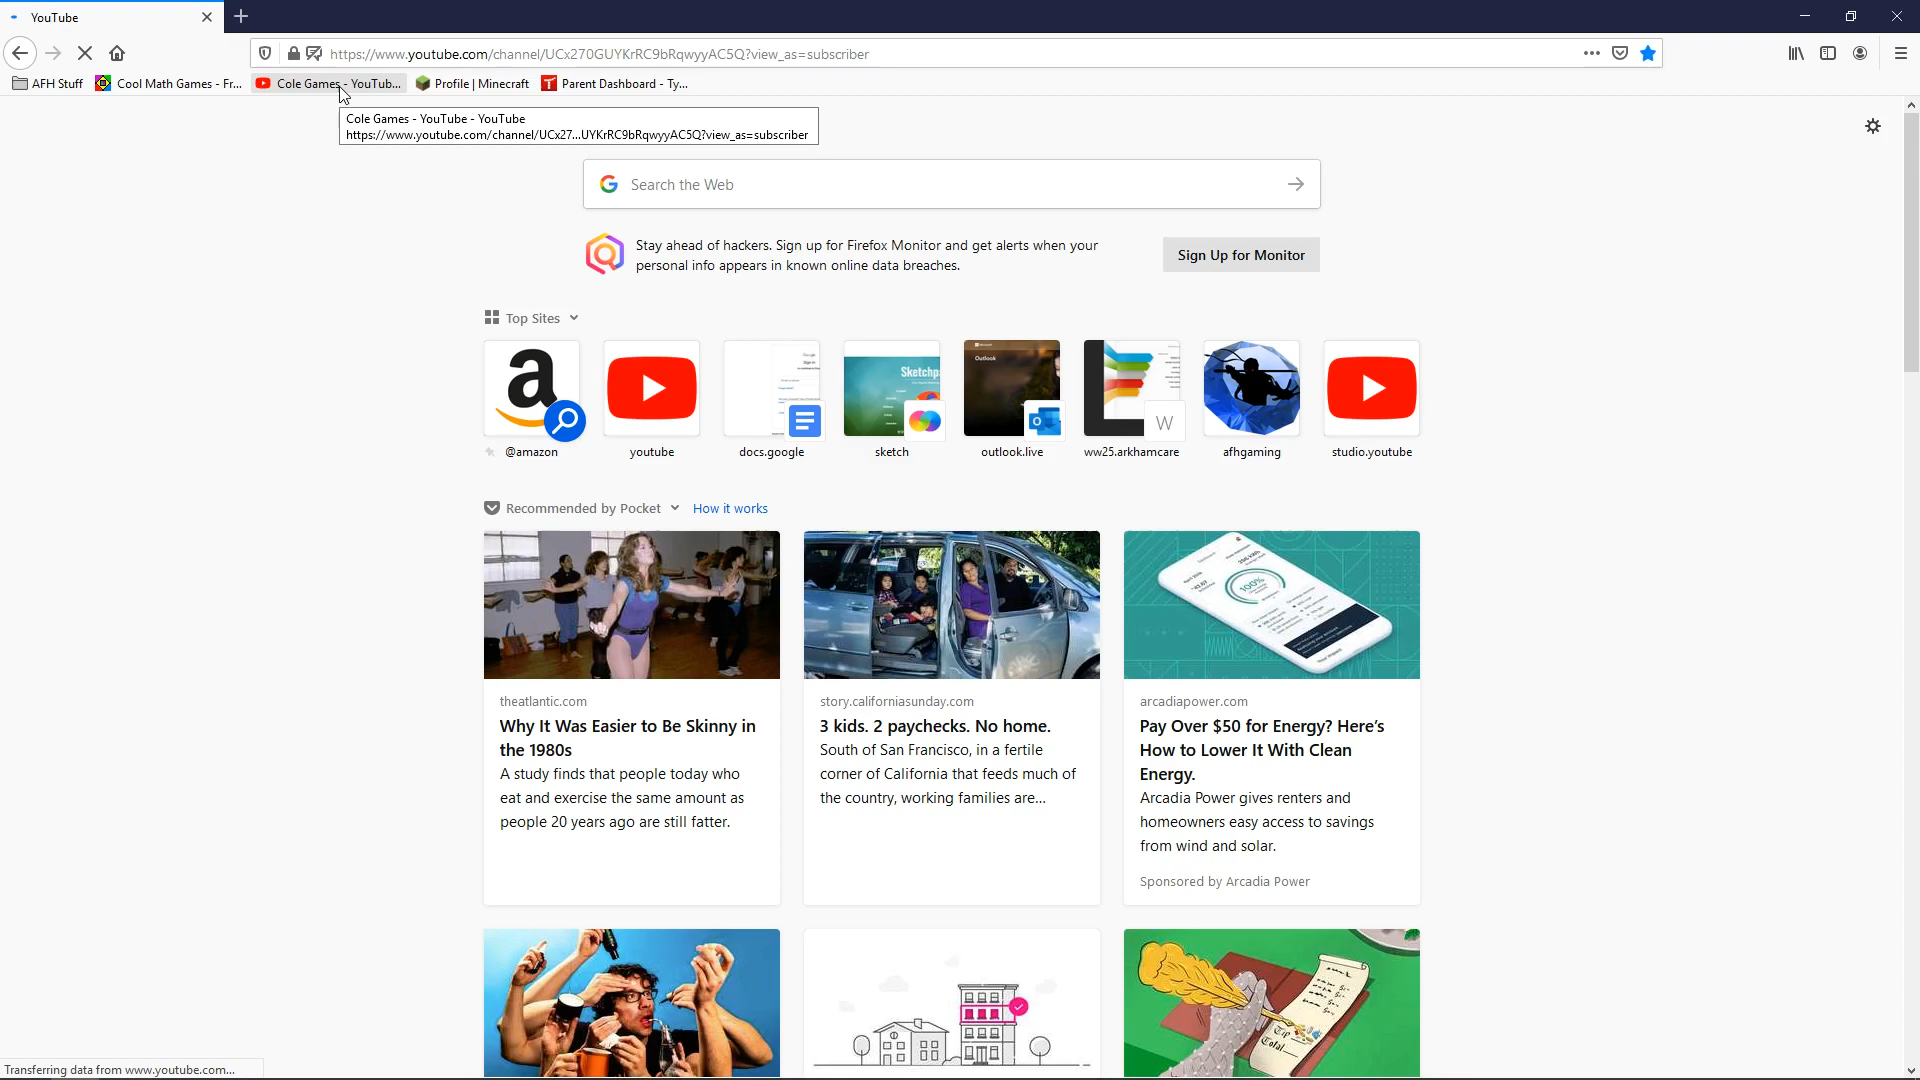 YouTube
https://www.youtube.com/channel/UCx270GUYKrRC9bRqwyyAC5Q?view_as=subscriber
AFH Stuff Cool Math Games - Fr... Cole Games - YouTub... Profile | Minecraft Parent Dashboard - Ty...
Cole Games - YouTube - YouTube
https://www.youtube.com/channel/UCx27...UYKrRC9bRqwyyAC5Q?view_as=subscriber
Search the Web
Stay ahead of hackers. Sign up for Firefox Monitor and get alerts when your
personal info appears in known online data breaches.
Sign Up for Monitor
Top Sites
Outlook
Sketchp
W
@amazon youtube docs.google sketch outlook.live ww25.arkhamcare afhgaming studio.youtube
Recommended by Pocket How it works
100%
theatlantic.com
Why It Was Easier to Be Skinny in
the 1980s
A study finds that people today who
eat and exercise the same amount as
people 20 years ago are still fatter.
story.californiasunday.com
3 kids. 2 paychecks. No home.
South of San Francisco, in a fertile
corner of California that feeds much of
the country, working families are...
arcadiapower.com
Pay Over $50 for Energy? Here's
How to Lower It With Clean
Energy.
Arcadia Power gives renters and
homeowners easy access to savings
from wind and solar.
Sponsored by Arcadia Power
Tip
Total
Transferring data from www.youtube.com...